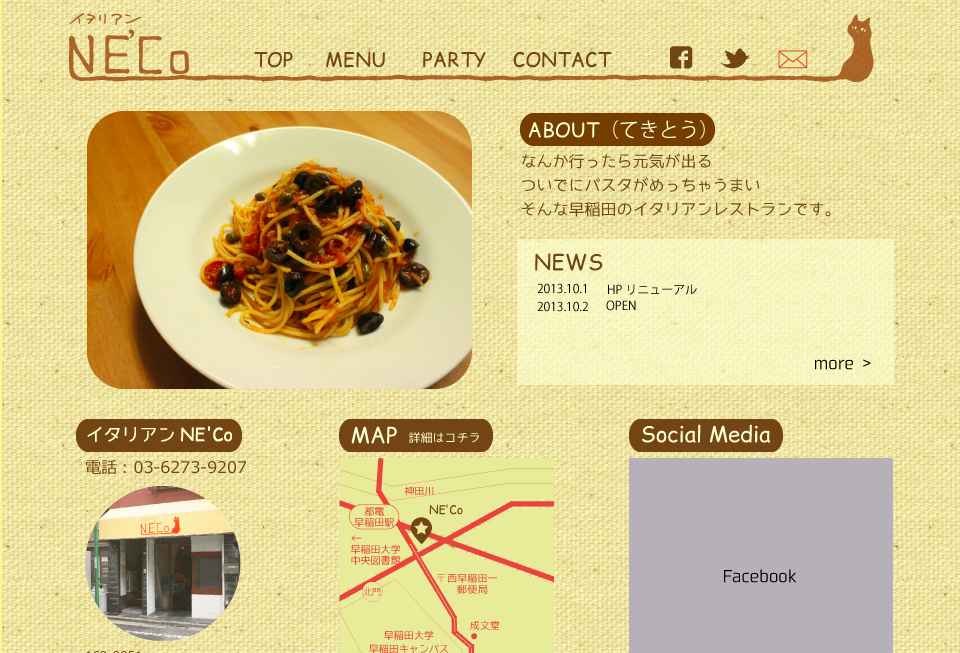 イタリアン
NE'Co
TOP MENU PARTY CONTACT
ABOUT（てきとう）
なんか行ったら元気が出る
ついでにパスタがめっちゃうまい
そんな早稲田のイタリアンレストランです。
NEWS
2013.10.1 HP リニューアル
2013.10.2 OPEN
more >
イタリアン NE'Co
電話：03-6273-9207
NE'Co
MAP 詳細はコチラ
神田川
NE'Co
都電
早稲田駅
←
早稲田大学
中央図書館
北門
〒西早稲田一
郵便局
成文堂
早稲田大学
早稲田キャンパス
Social Media
Facebook